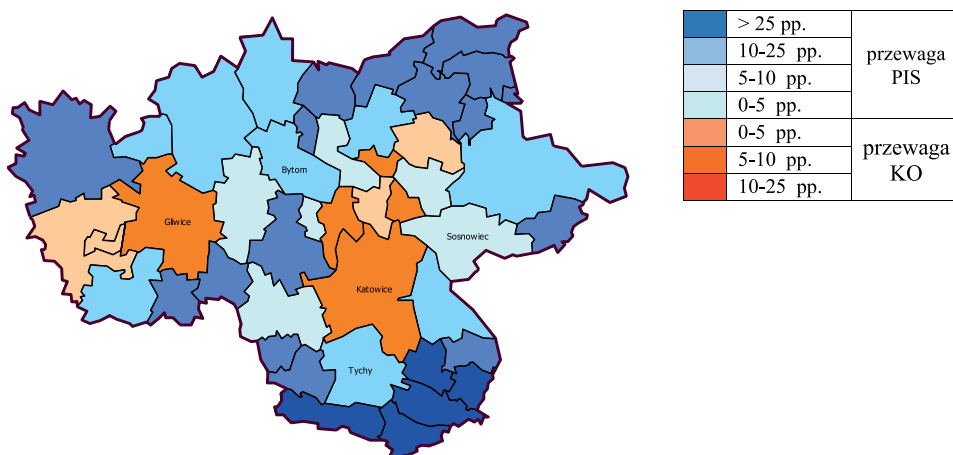 Bytom
Gliwice
Sosnowiec
Katowice
Tychy
> 25 pp.
10-25 pp.
5-10 pp.
0-5 pp.
przewaga
PIS
0-5 pp.
5-10 pp.
10-25 pp.
przewaga
KO